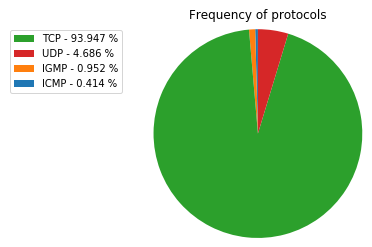 Frequency of protocols
TCP - 93.947 %
UDP - 4.686 %
IGMP - 0.952 %
ICMP - 0.414 %